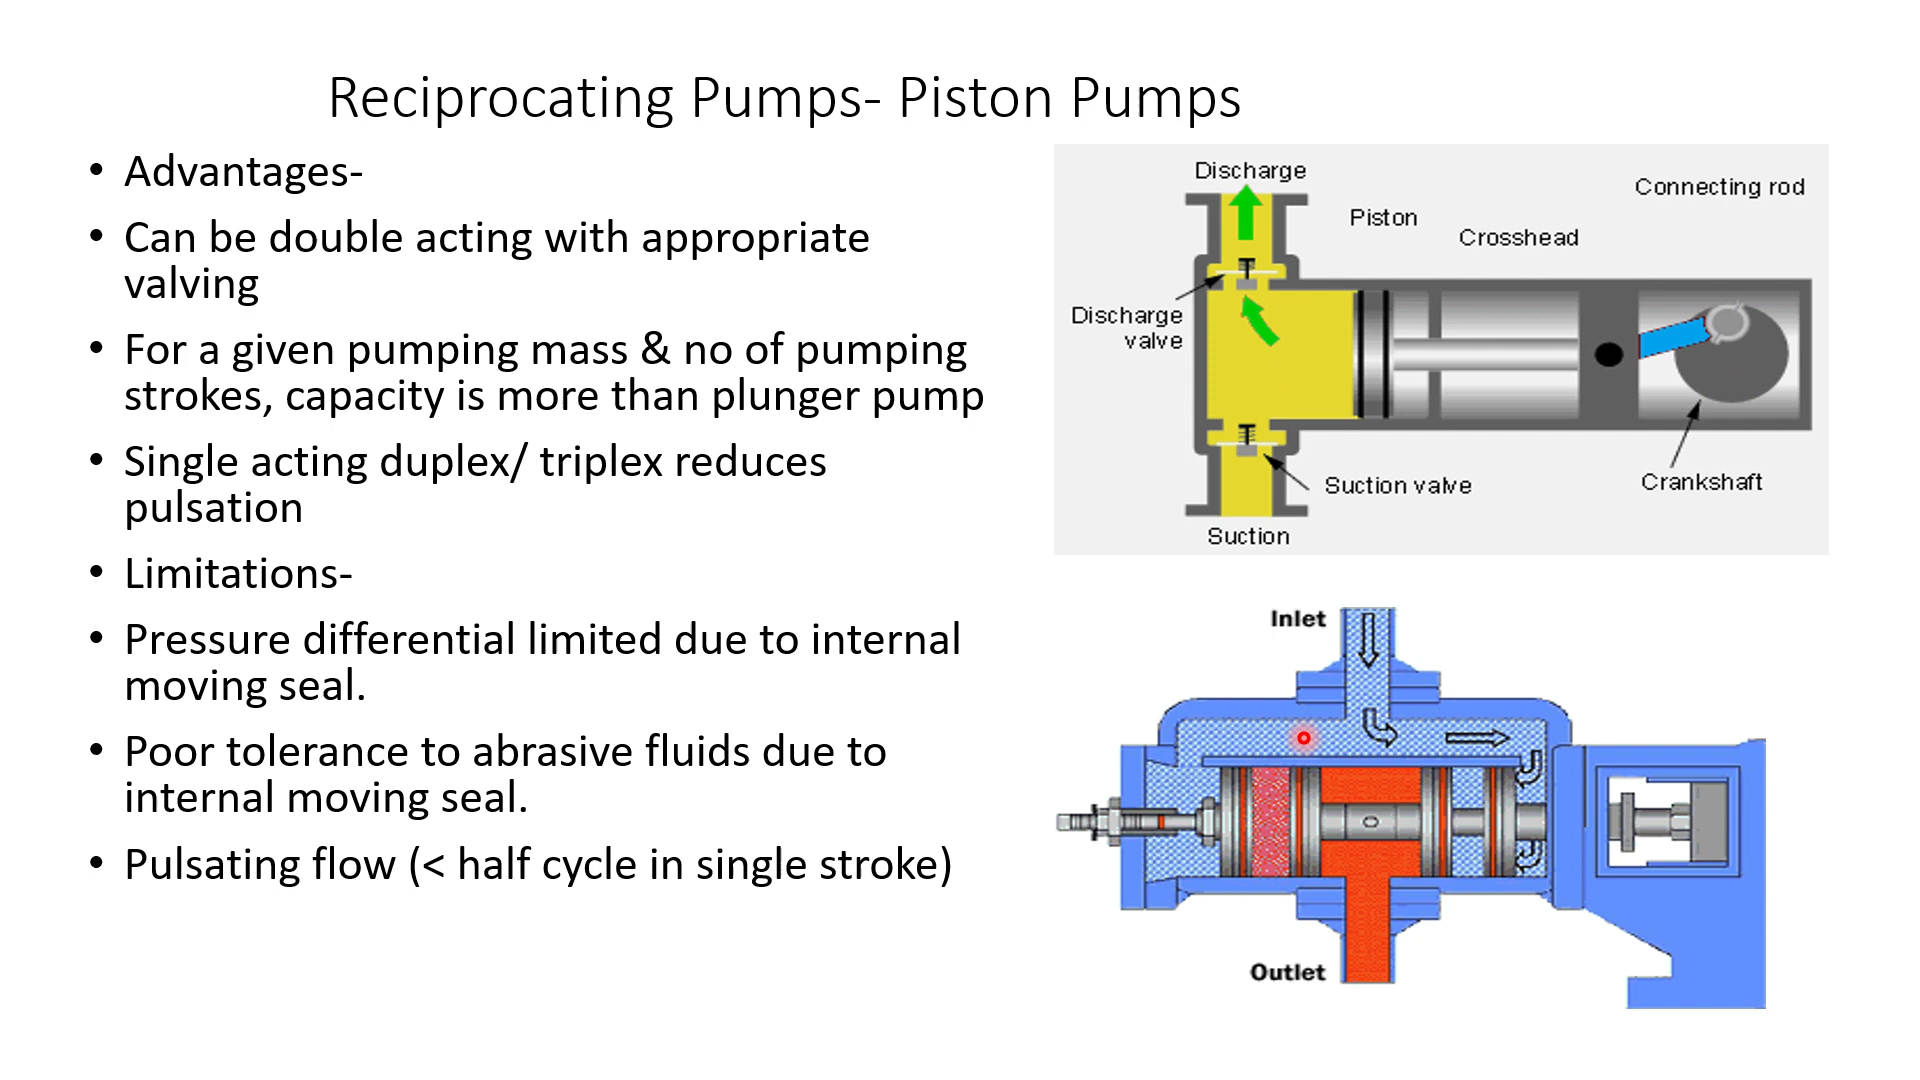 Reciprocating Pumps- Piston Pumps
• Advantages-
• Can be double acting with appropriate
valving
• For a given pumping mass & no of pumping
strokes, capacity is more than plunger pump
• Single acting duplex/ triplex reduces
pulsation
• Limitations-
• Pressure differential limited due to internal
moving seal.
• Poor tolerance to abrasive fluids due to
internal moving seal.
• Pulsating flow (< half cycle in single stroke)
Discharge
Connecting rod
Piston
Crosshead
Discharge
valve
Suction valve
Crankshaft
Suction
Inlet
Outlet